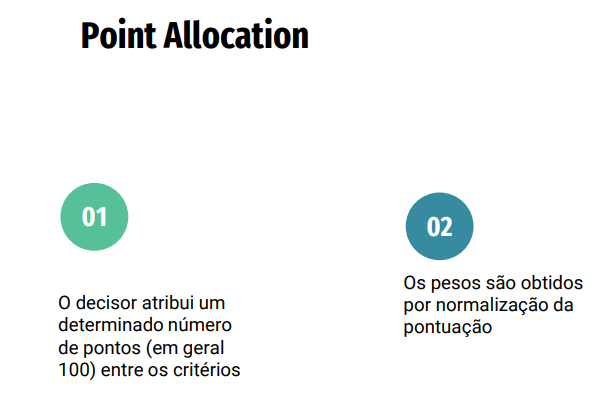 Point Allocation
01
O decisor atribui um
determinado número
de pontos (em geral
100) entre os critérios
02
Os pesos são obtidos
por normalização da
pontuação